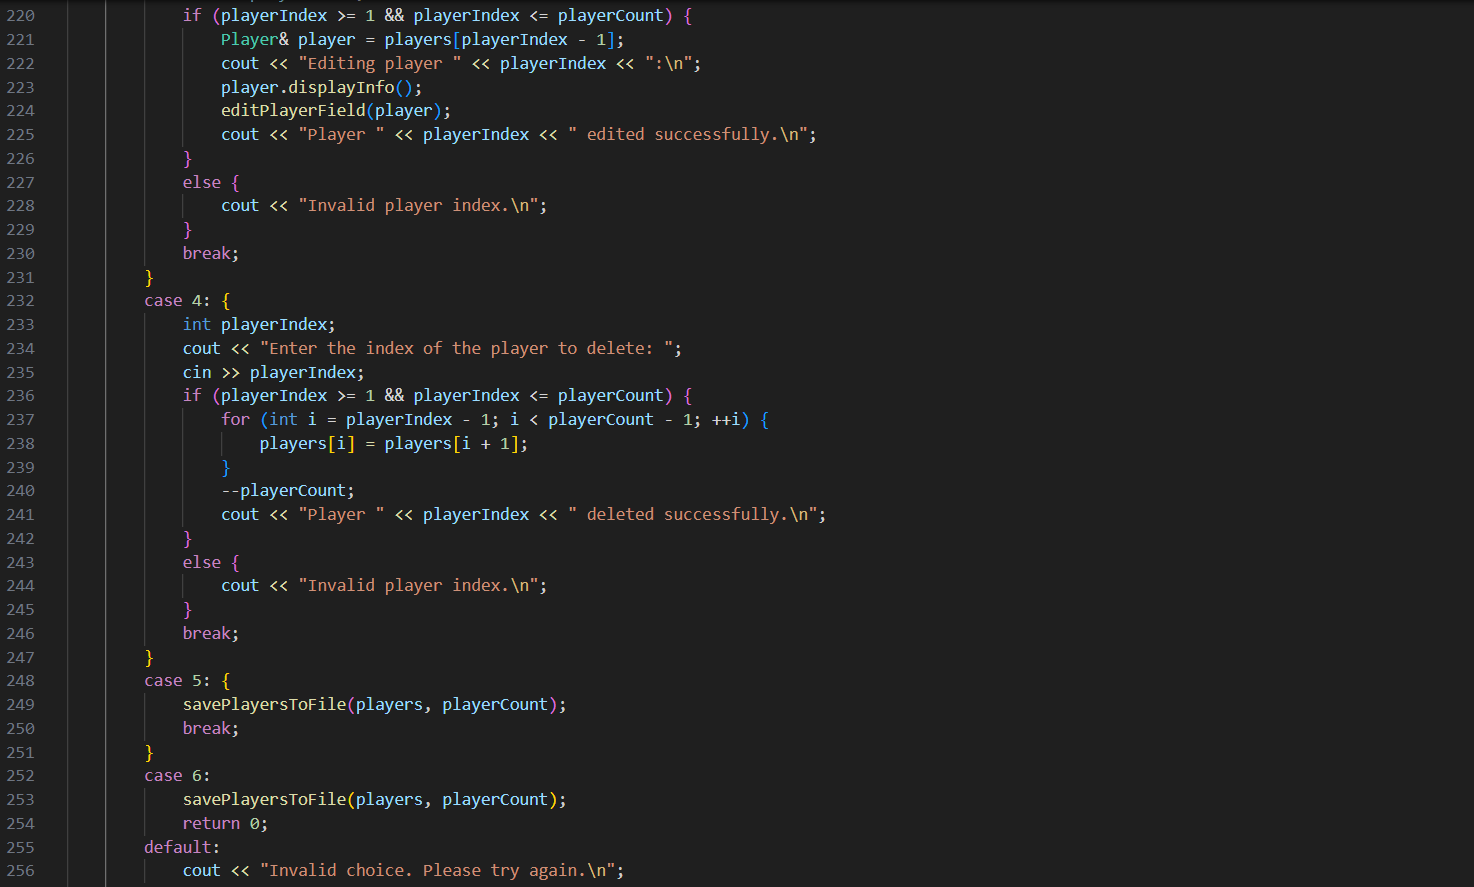 220 if (playerIndex >= 1 && playerIndex <= playerCount) {
221 Player& player = players[playerIndex - 1];
222 cout << "Editing player " << playerIndex << ":\n";
223 player.displayInfo();
224 editPlayerField(player);
225 cout << "Player " << playerIndex << " edited successfully.\n";
226 }
227 else {
228 cout << "Invalid player index.\n";
229 }
230 break;
231 }
232 case 4: {
233 int playerIndex;
234 cout << "Enter the index of the player to delete: ";
235 cin >> playerIndex;
236 if (playerIndex >= 1 && playerIndex <= playerCount) {
237 for (int i = playerIndex - 1; i < playerCount - 1; ++i) {
238 players[i] = players[i + 1];
239 }
240 --playerCount;
241 cout << "Player " << playerIndex << " deleted successfully.\n";
242 }
243 else {
244 cout << "Invalid player index.\n";
245 }
246 break;
247 }
248 case 5: {
249 savePlayersToFile(players, playerCount);
250 break;
251 }
252 case 6:
253 savePlayersToFile(players, playerCount);
254 return 0;
255 default:
256 cout << "Invalid choice. Please try again.\n";